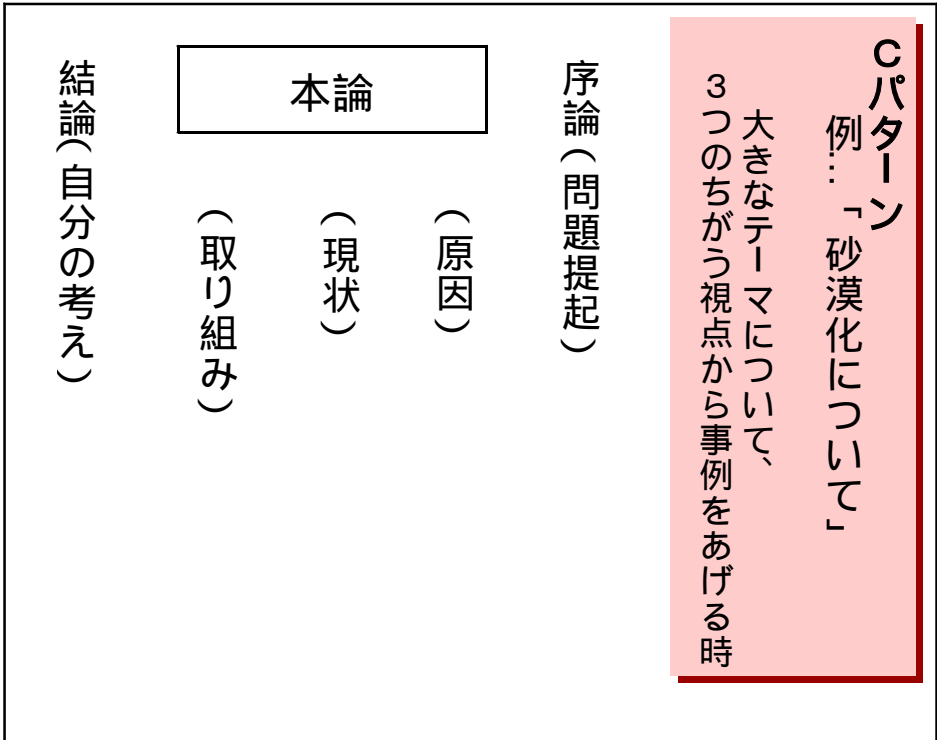 Cパターン
例…「砂漠化について」
大きなテーマについて、
３つのちがう視点から事例をあげる時
序論(問題提起)
本論
(原因)
(現状)
(取り組み)
結論(自分の考え)